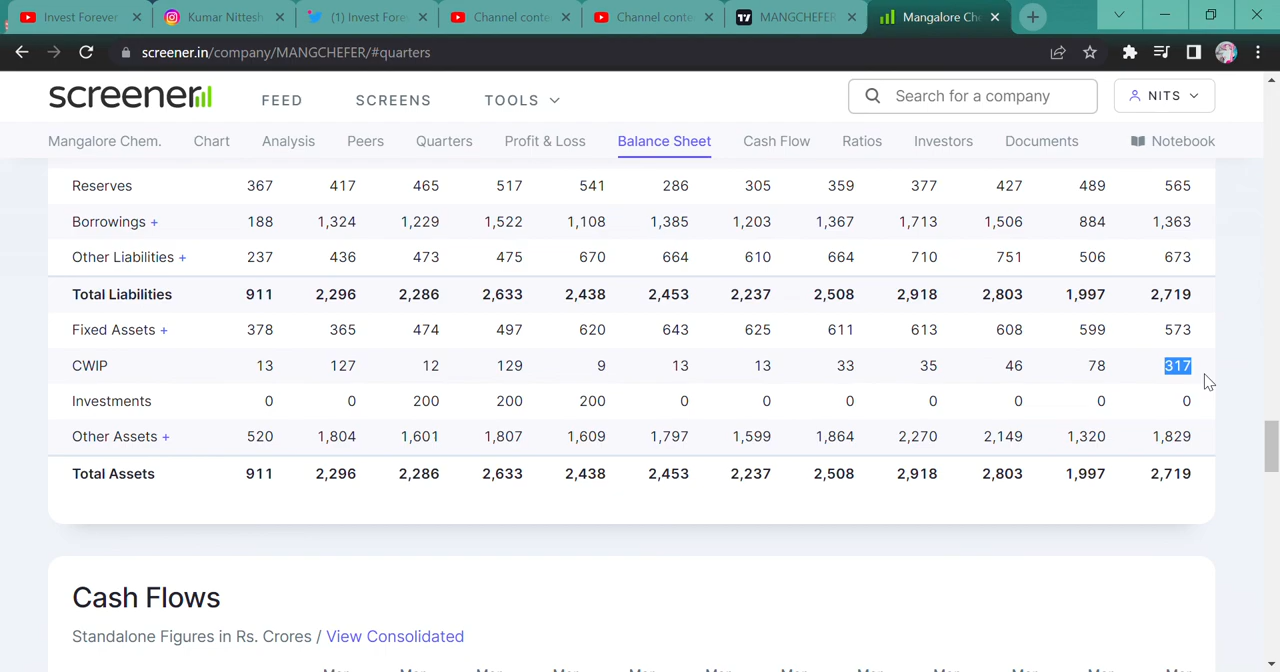 Invest Forever
Kumar Nittesh
(1) Invest Fore
Channel conte
Channel conte
MANGCHEFER
Mangalore Che
screener.in/company/MANGCHEFER/#quarters
screener
FEED
SCREENS
TOOLS
Search for a company
NITS
Mangalore Chem. Chart Analysis Peers Quarters Profit & Loss Balance Sheet Cash Flow Ratios Investors Documents Notebook
Reserves 367 417 465 517 541 286 305 359 377 427 489 565
Borrowings + 188 1,324 1,229 1,522 1,108 1,385 1,203 1,367 1,713 1,506 884 1,363
Other Liabilities + 237 436 473 475 670 664 610 664 710 751 506 673
Total Liabilities 911 2,296 2,286 2,633 2,438 2,453 2,237 2,508 2,918 2,803 1,997 2,719
Fixed Assets + 378 365 474 497 620 643 625 611 613 608 599 573
CWIP 13 127 12 129 9 13 13 33 35 46 78 317
Investments 0 0 200 200 200 0 0 0 0 0 0 0
Other Assets + 520 1,804 1,601 1,807 1,609 1,797 1,599 1,864 2,270 2,149 1,320 1,829
Total Assets 911 2,296 2,286 2,633 2,438 2,453 2,237 2,508 2,918 2,803 1,997 2,719
Cash Flows
Standalone Figures in Rs. Crores / View Consolidated